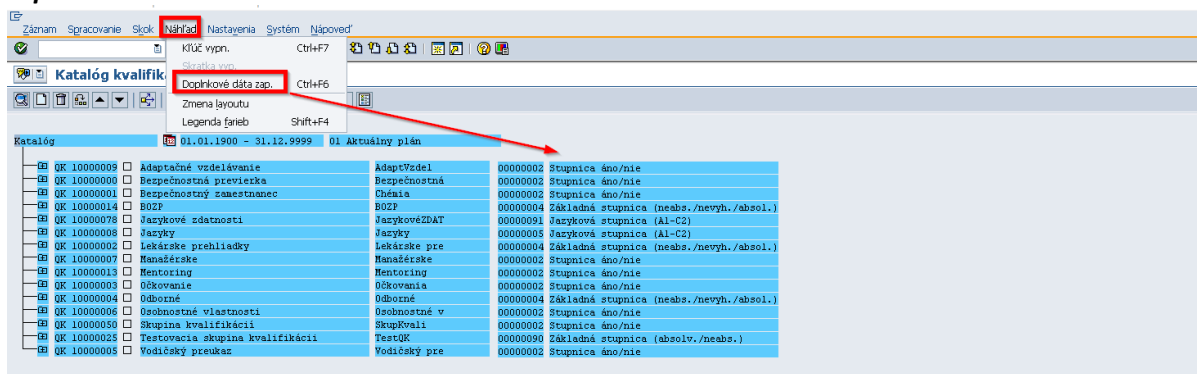 Záznam Spracovanie Skok Náhľad Nastavenia Systém Nápoveď
Kľúč vypn. Ctrl+F7
Skratka vyp.
Katalóg kvalifik
Doplnkové dáta zap. Ctrl+F6
Zmena layoutu
Legenda farieb Shift+F4
Katalóg 01.01.1900 - 31.12.9999 01 Aktuálny plán
QK 10000009 Adaptačné vzdelávanie AdaptVzdel 00000002 Stupnica áno/nie
QK 10000000 Bezpečnostná previerka Bezpečnostná 00000002 Stupnica áno/nie
QK 10000001 Bezpečnostný zamestnanec Chémia 00000002 Stupnica áno/nie
QK 10000014 BOZP BOZP 00000004 Základná stupnica (neabs./nevyh./absol.)
QK 10000078 Jazykové zdatnosti JazykovéZDAT 00000091 Jazyková stupnica (A1-C2)
QK 10000008 Jazyky Jazyky 00000005 Jazyková stupnica (A1-C2)
QK 10000002 Lekárske prehliadky Lekárske pre 00000004 Základná stupnica (neabs./nevyh./absol.)
QK 10000007 Manažérske Manažérske 00000002 Stupnica áno/nie
QK 10000013 Mentoring Mentoring 00000002 Stupnica áno/nie
QK 10000003 Očkovanie Očkovania 00000002 Stupnica áno/nie
QK 10000004 Odborné Odborné 00000004 Základná stupnica (neabs./nevyh./absol.)
QK 10000006 Osobnostné vlastnosti Osobnostné v 00000002 Stupnica áno/nie
QK 10000050 Skupina kvalifikácií SkupKvali 00000002 Stupnica áno/nie
QK 10000025 Testovacia skupina kvalifikácii TestQK 00000090 Základná stupnica (absolv./neabs.)
QK 10000005 Vodičský preukaz Vodičský pre 00000002 Stupnica áno/nie